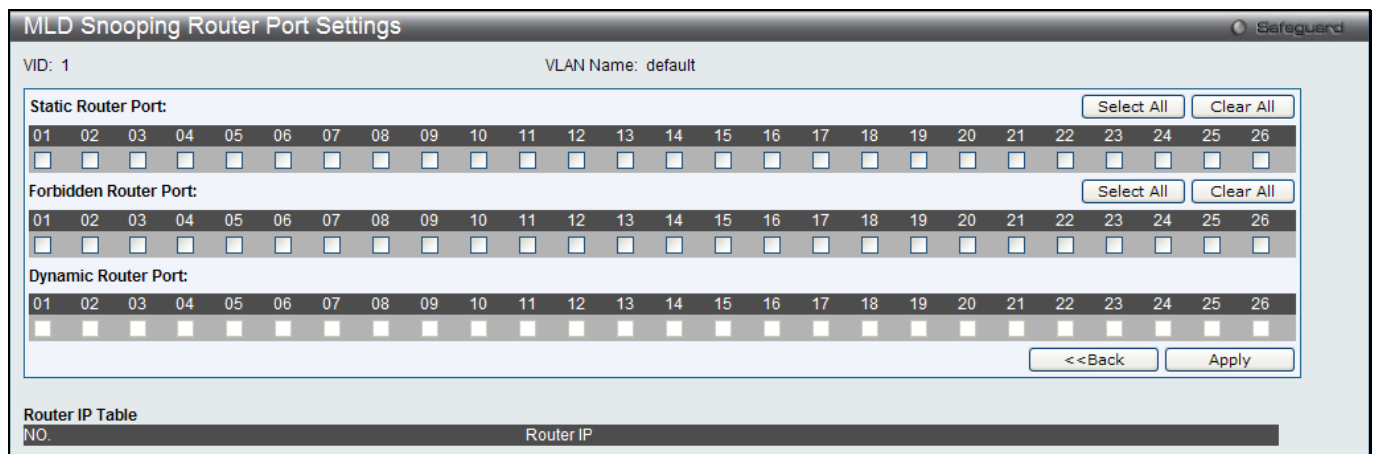 MLD Snooping Router Port Settings Safeguard
VID: 1 VLAN Name: default
Static Router Port: Select All Clear All
01 02 03 04 05 06 07 08 09 10 11 12 13 14 15 16 17 18 19 20 21 22 23 24 25 26
Forbidden Router Port: Select All Clear All
01 02 03 04 05 06 07 08 09 10 11 12 13 14 15 16 17 18 19 20 21 22 23 24 25 26
Dynamic Router Port:
01 02 03 04 05 06 07 08 09 10 11 12 13 14 15 16 17 18 19 20 21 22 23 24 25 26
<<Back Apply
Router IP Table
NO. Router IP